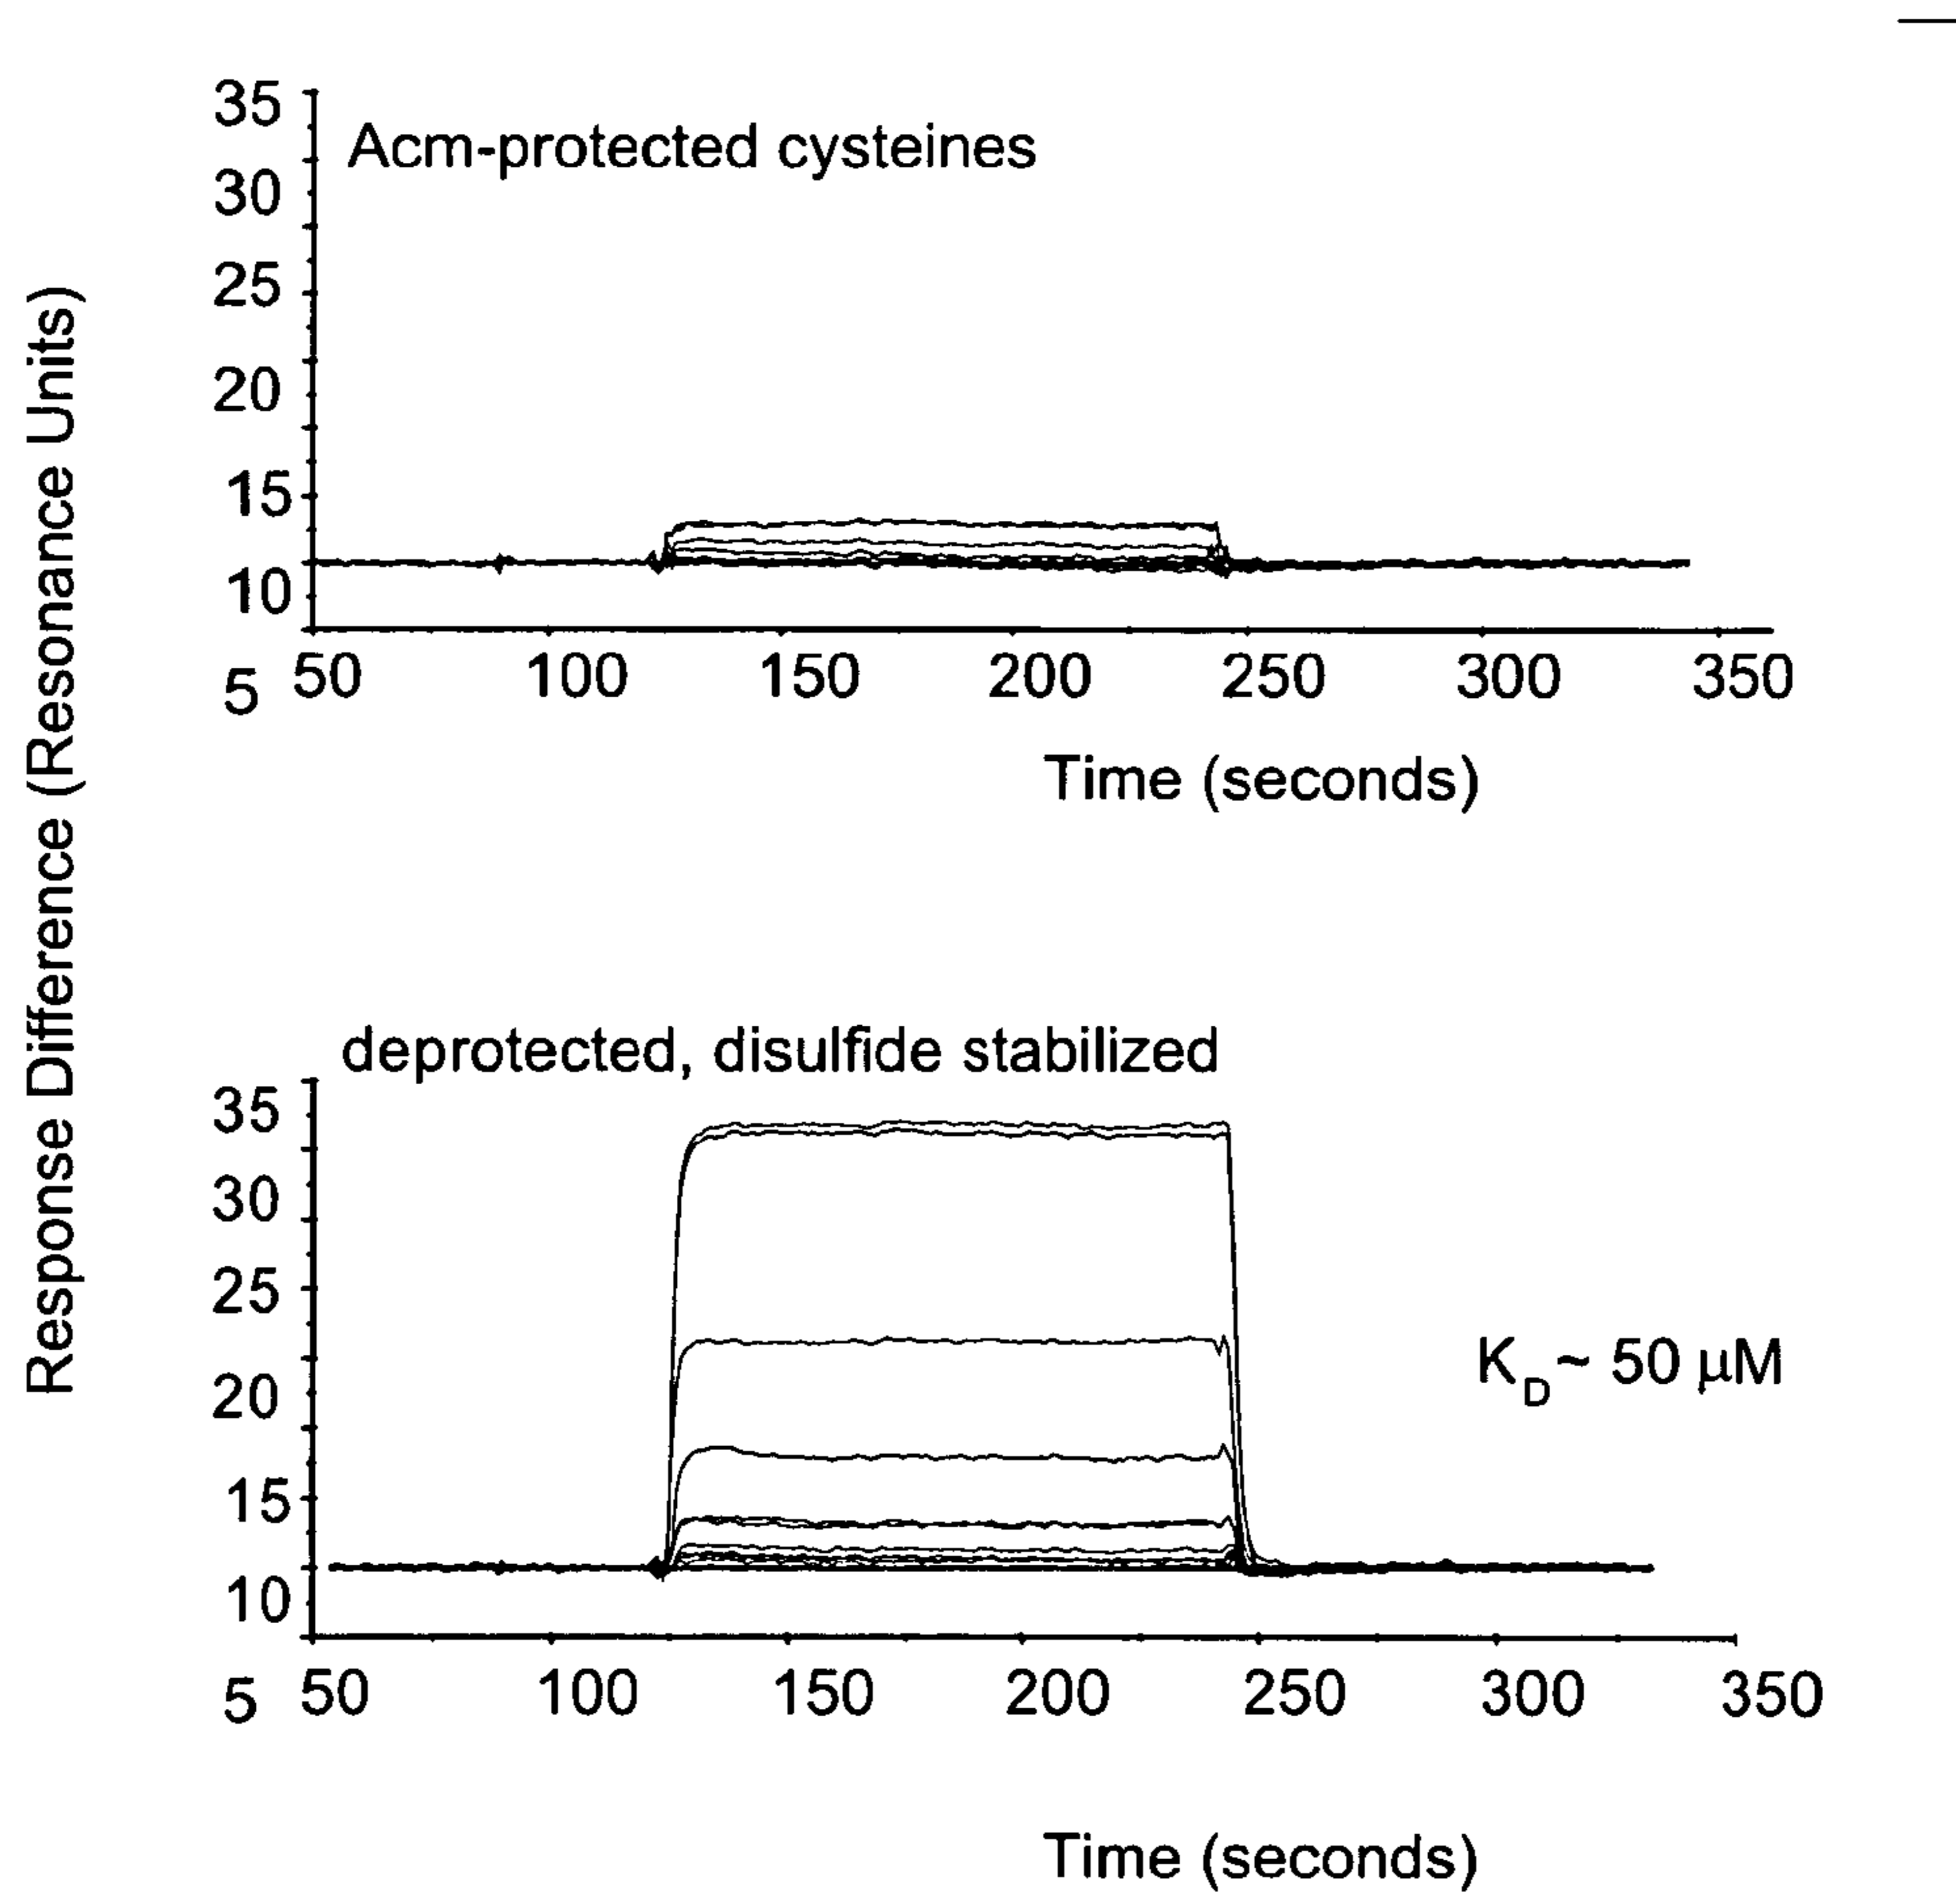 Response Difference (Resonance Units)
Acm-protected cysteines
35
30
25
20
15
10
5
50 100 150 200 250 300 350
Time (seconds)
deprotected, disulfide stabilized
35
30
25
20
15
10
5
50 100 150 200 250 300 350
K_D ~ 50 μM
Time (seconds)